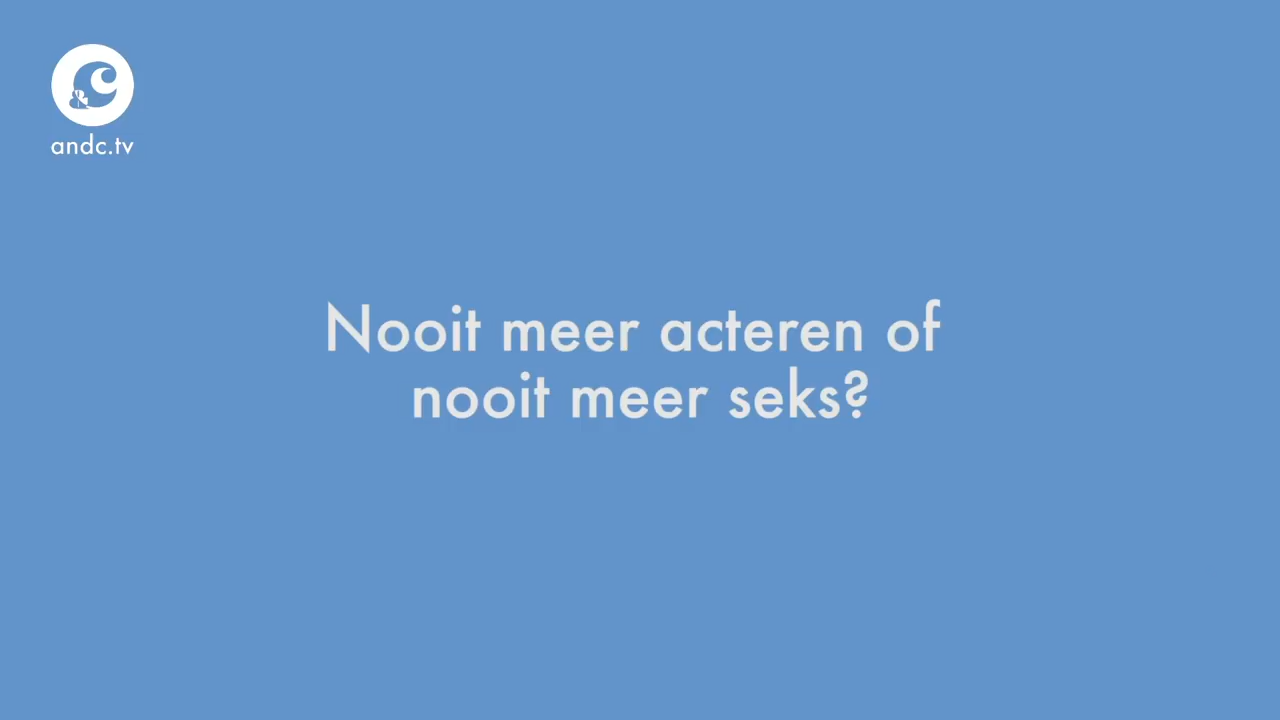 &c
andc.tv
Nooit meer acteren of
nooit meer seks?